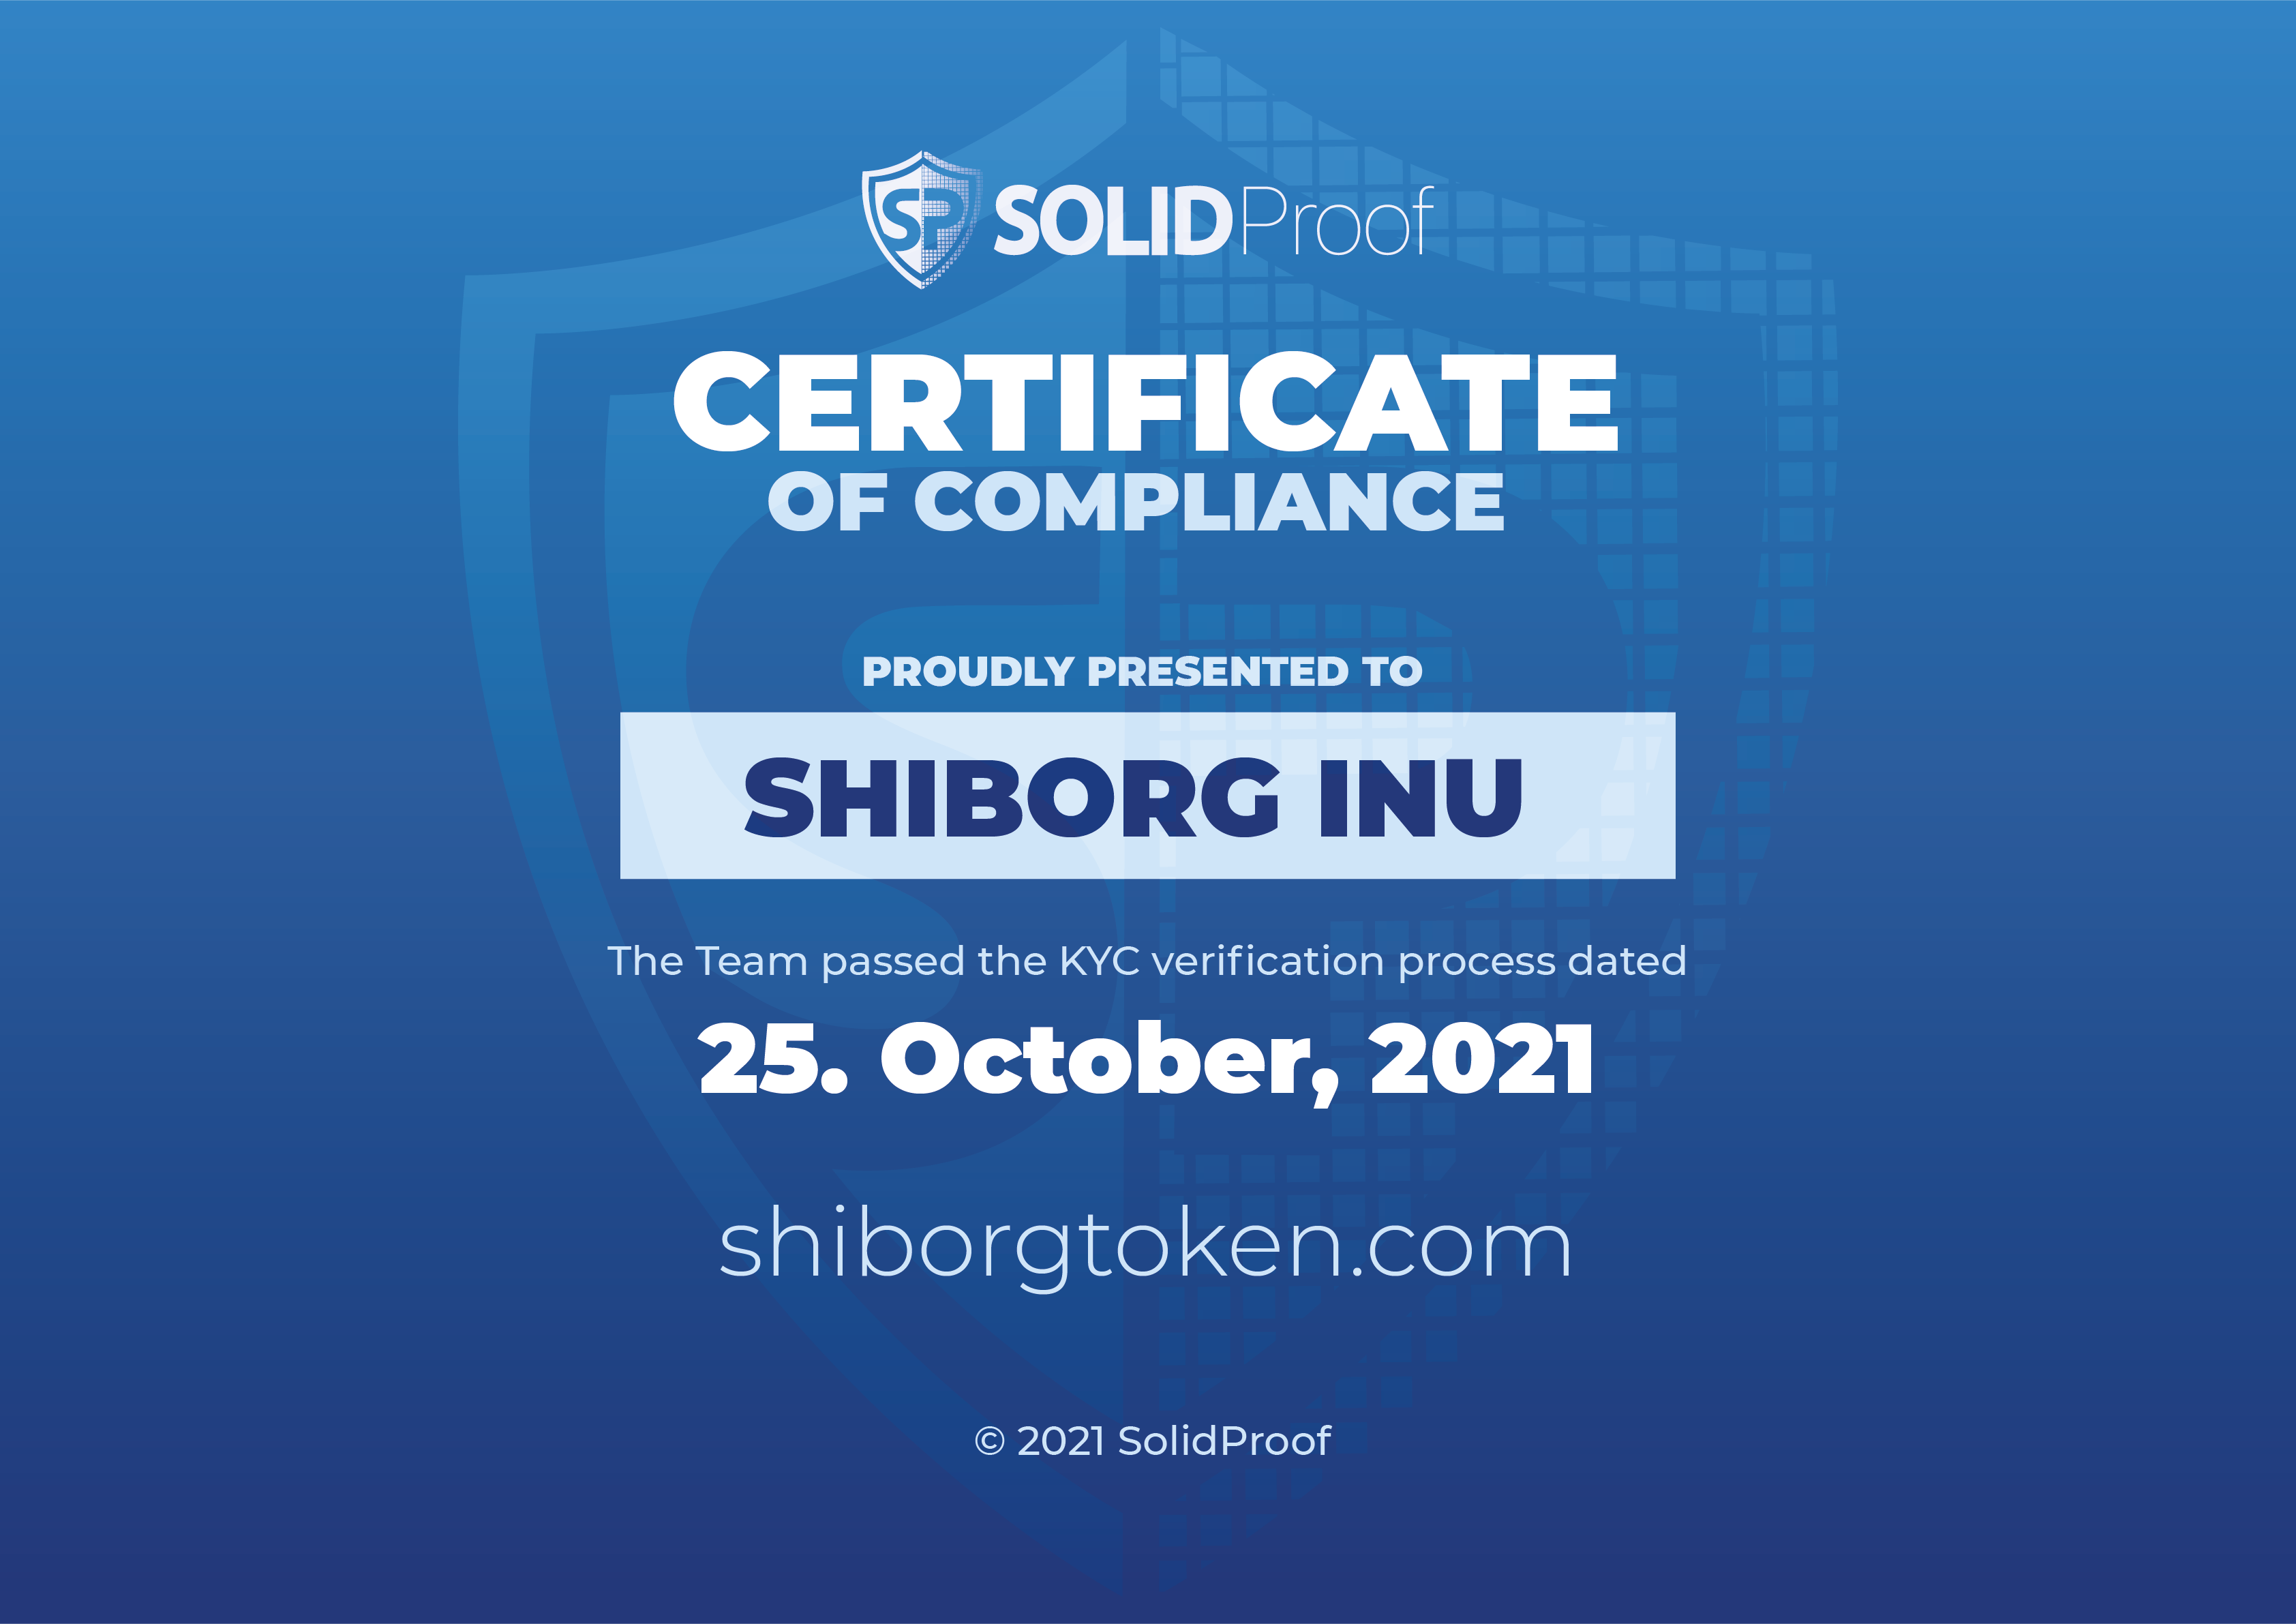 SP SOLIDProof
CERTIFICATE
OF COMPLIANCE
PROUDLY PRESENTED TO
SHIBORG INU
The Team passed the KYC verification process dated
25. October, 2021
shiborgtoken.com
© 2021 SolidProof